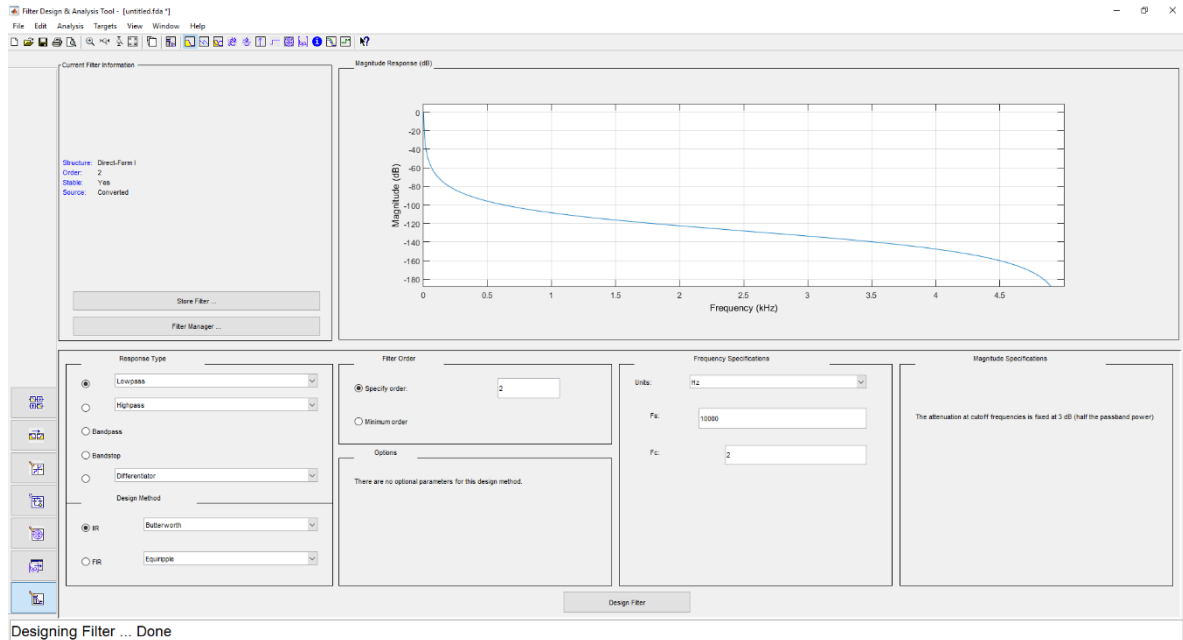 Filter Design & Analysis Tool - [untitled.fda *]
File Edit Analysis Targets View Window Help
Current Filter Information
Structure: Direct-Form I
Order: 2
Stable: Yes
Source: Converted
Store Filter ...
Filter Manager ...
Magnitude Response (dB)
0
-20
-40
-60
-80
-100
-120
-140
-160
-180
Magnitude (dB)
0 0.5 1 1.5 2 2.5 3 3.5 4 4.5
Frequency (kHz)
Response Type
Lowpass
Highpass
Bandpass
Bandstop
Differentiator
Design Method
IIR Butterworth
FIR Equiripple
Filter Order
Specify order: 2
Minimum order
Options
There are no optional parameters for this design method.
Frequency Specifications
Units: Hz
Fs: 10000
Fc: 2
Magnitude Specifications
The attenuation at cutoff frequencies is fixed at 3 dB (half the passband power)
Design Filter
Designing Filter ... Done